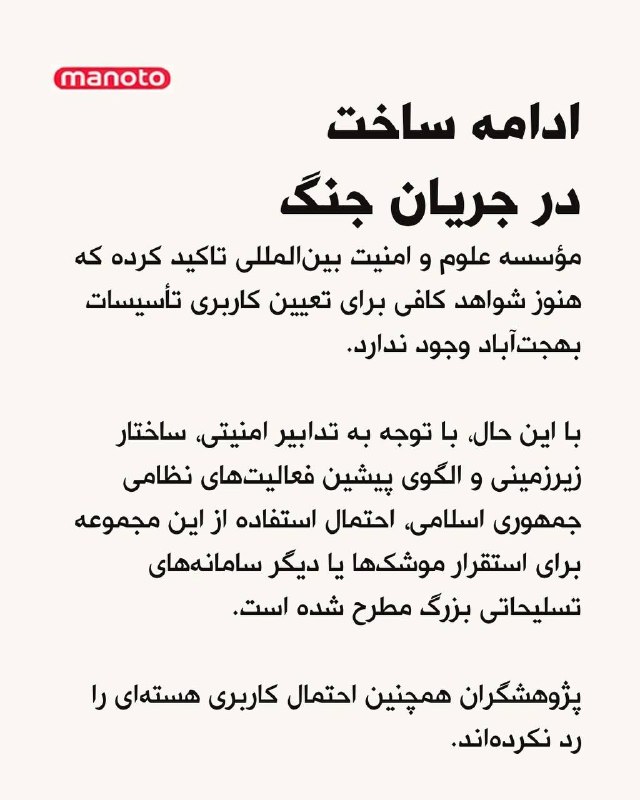 manoto
ادامه ساخت
در جریان جنگ
مؤسسه علوم و امنیت بین‌المللی تاکید کرده که
هنوز شواهد کافی برای تعیین کاربری تأسیسات
بهجت‌آباد وجود ندارد.
با این حال، با توجه به تدابیر امنیتی، ساختار
زیرزمینی و الگوی پیشین فعالیت‌های نظامی
جمهوری اسلامی، احتمال استفاده از این مجموعه
برای استقرار موشک‌ها یا دیگر سامانه‌های
تسلیحاتی بزرگ مطرح شده است.
پژوهشگران همچنین احتمال کاربری هسته‌ای را
رد نکرده‌اند.